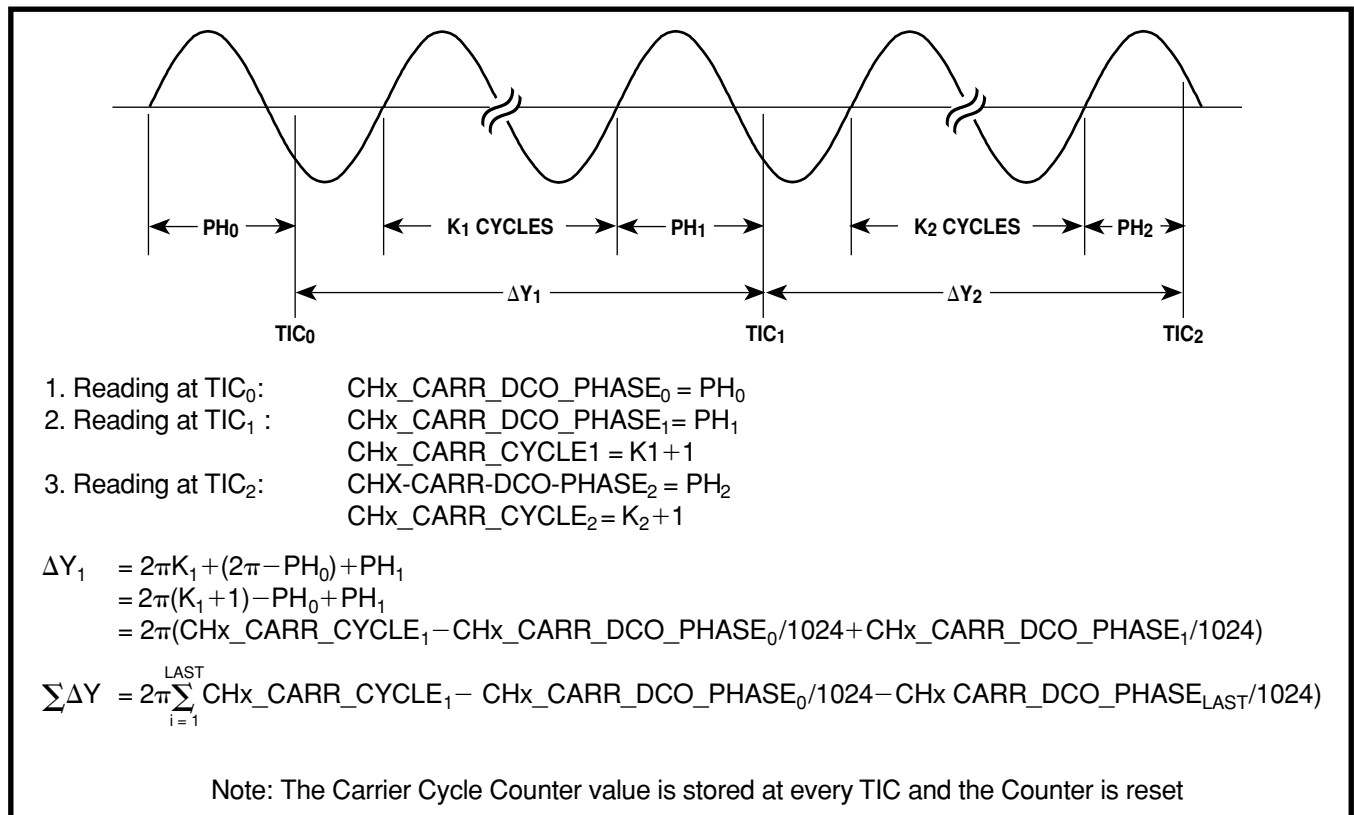 PH₀ K₁ CYCLES PH₁ K₂ CYCLES PH₂
ΔY₁ ΔY₂
TIC₀ TIC₁ TIC₂
1. Reading at TIC₀: CHx_CARR_DCO_PHASE₀ = PH₀
2. Reading at TIC₁ : CHx_CARR_DCO_PHASE₁= PH₁
CHx_CARR_CYCLE1 = K1+1
3. Reading at TIC₂: CHX-CARR-DCO-PHASE₂ = PH₂
CHx_CARR_CYCLE₂ = K₂+1
ΔY₁ = 2πK₁+(2π−PH₀)+PH₁
= 2π(K₁+1)−PH₀+PH₁
= 2π(CHx_CARR_CYCLE₁−CHx_CARR_DCO_PHASE₀/1024+CHx_CARR_DCO_PHASE₁/1024)
LAST
∑ΔY = 2π∑CHx_CARR_CYCLE₁− CHx_CARR_DCO_PHASE₀/1024−CHx CARR_DCO_PHASE_LAST/1024)
i = 1
Note: The Carrier Cycle Counter value is stored at every TIC and the Counter is reset